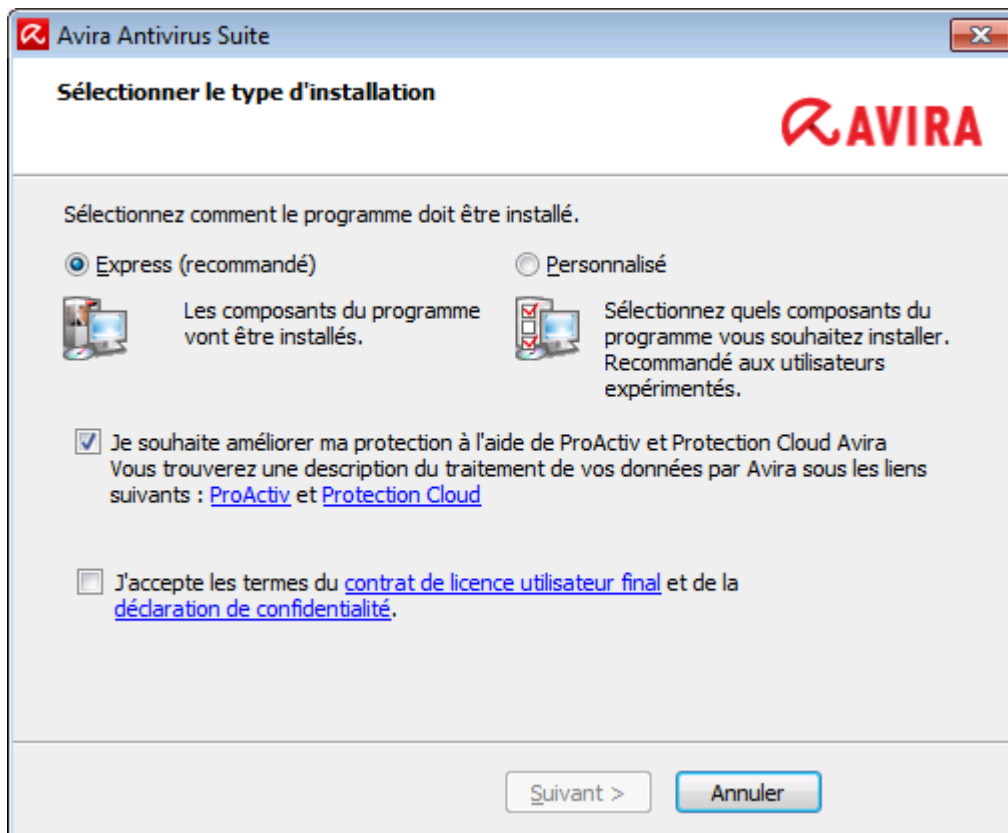 Avira Antivirus Suite
Sélectionner le type d'installation
AVIRA
Sélectionnez comment le programme doit être installé.
Express (recommandé)
Les composants du programme
vont être installés.
Personnalisé
Sélectionnez quels composants du
programme vous souhaitez installer.
Recommandé aux utilisateurs
expérimentés.
Je souhaite améliorer ma protection à l'aide de ProActiv et Protection Cloud Avira
Vous trouverez une description du traitement de vos données par Avira sous les liens
suivants : ProActiv et Protection Cloud
J'accepte les termes du contrat de licence utilisateur final et de la
déclaration de confidentialité.
Suivant >
Annuler